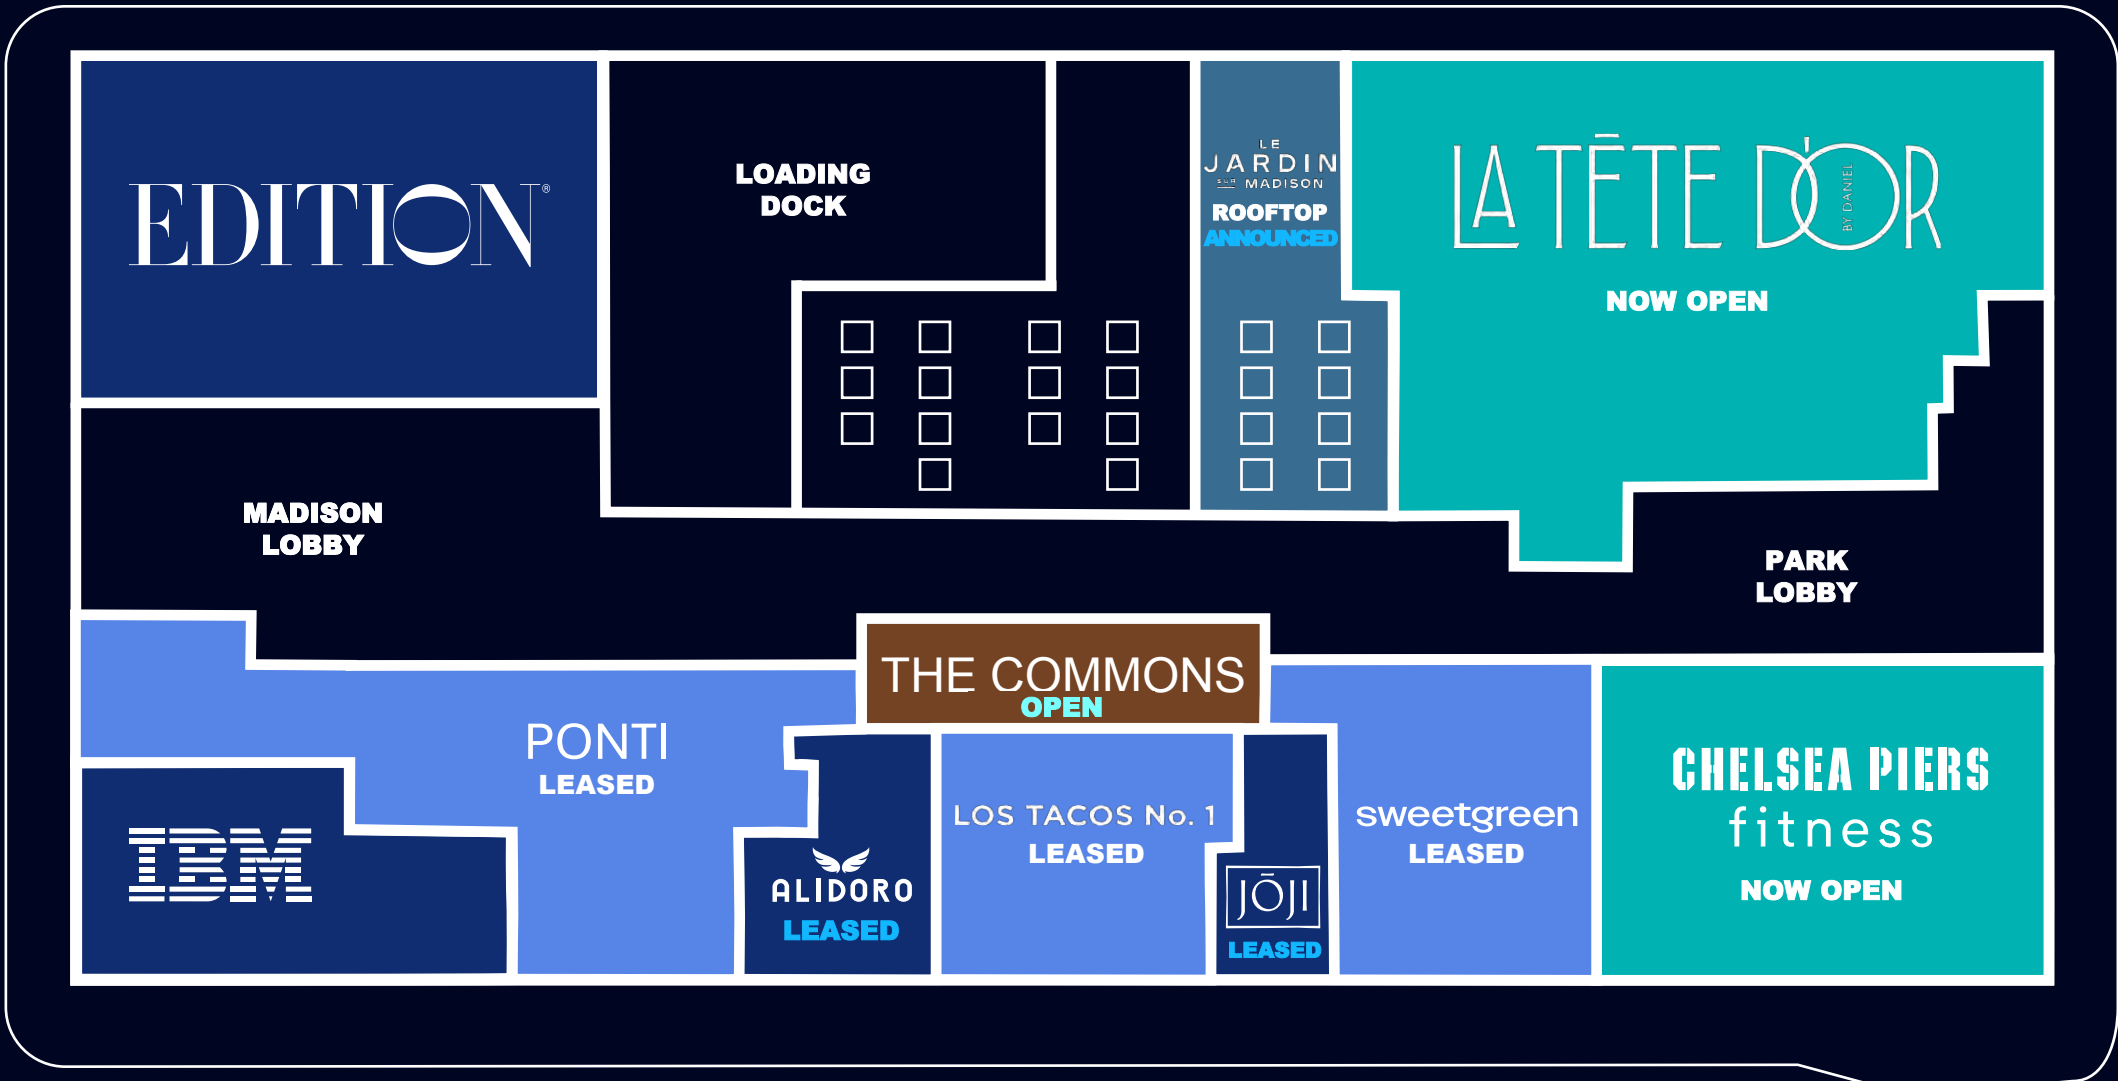 EDITION®
LOADING
DOCK
LE
JARDIN
SUR MADISON
ROOFTOP
ANNOUNCED
LA TÊTE D'OR
BY DANIEL
NOW OPEN
MADISON
LOBBY
PARK
LOBBY
THE COMMONS
OPEN
PONTI
LEASED
IBM
ALIDORO
LEASED
LOS TACOS No. 1
LEASED
JŌJI
LEASED
sweetgreen
LEASED
CHELSEA PIERS
fitness
NOW OPEN